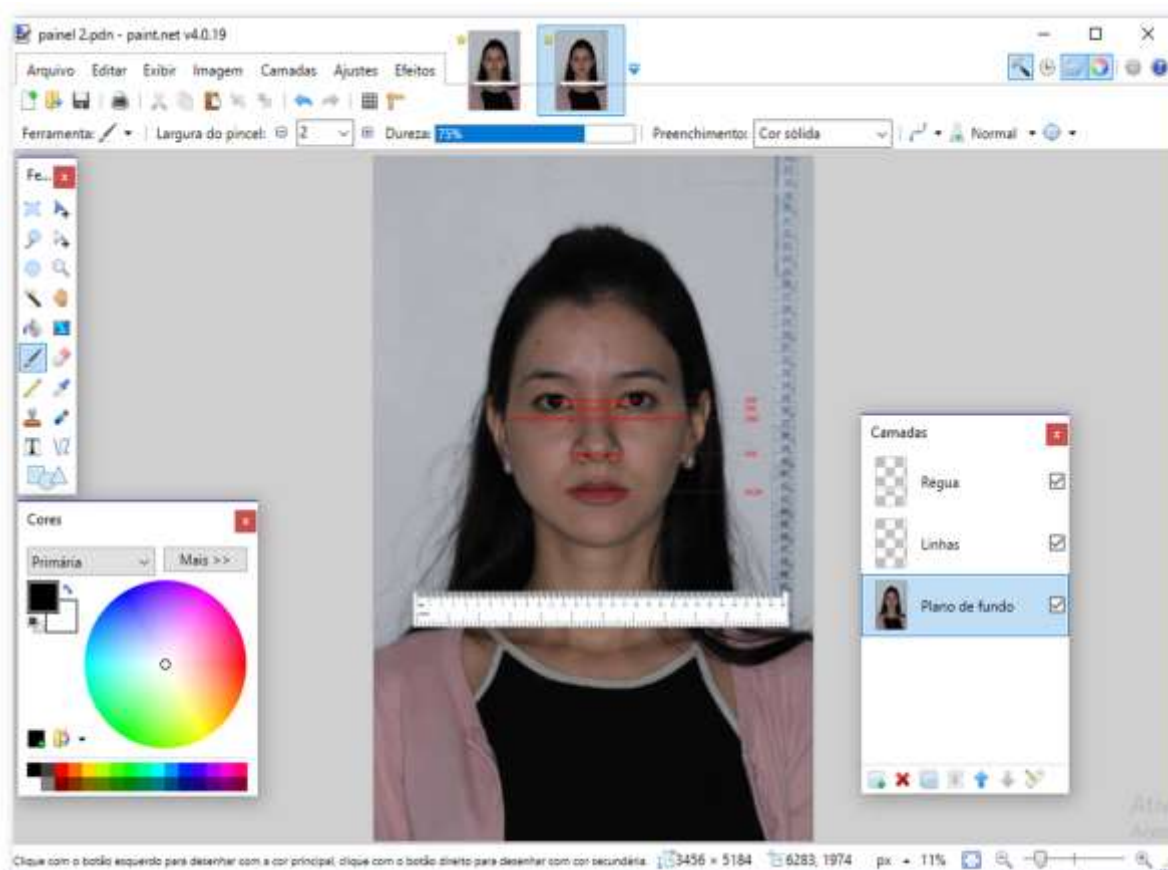 painel 2.pdn - paint.net v4.0.19
Arquivo Editar Exibir Imagem Camadas Ajustes Efeitos
Ferramenta: Largura do pincel: 2 Dureza: 75% Preenchimento: Cor sólida Normal
Fe...
Camadas
Régua
Linhas
Plano de fundo
Cores
Primária
Mais >>
Clique com o botão esquerdo para desenhar com a cor principal, clique com o botão direito para desenhar com cor secundária. 3456 × 5184 6283, 1974 px 11%